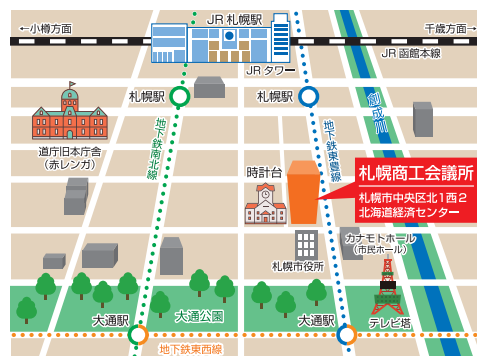 JR 札幌駅
←小樽方面
千歳方面→
JR 函館本線
JR タワー
札幌駅
札幌駅
創成川
地下鉄南北線
地下鉄東豊線
道庁旧本庁舎
(赤レンガ)
時計台
札幌商工会議所
札幌市中央区北1西2
北海道経済センター
カナモトホール
(市民ホール)
札幌市役所
大通公園
大通駅
大通駅
テレビ塔
地下鉄東西線